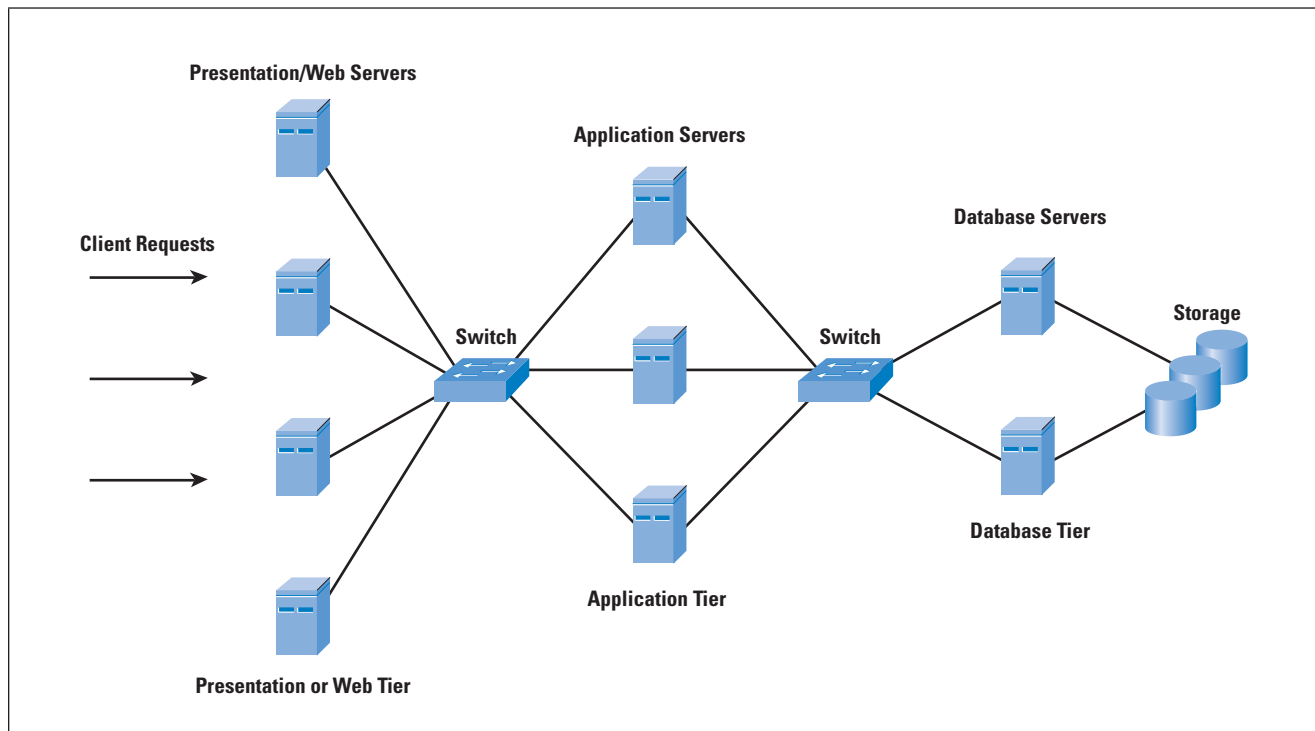 Presentation/Web Servers
Application Servers
Database Servers
Client Requests
Switch
Switch
Storage
Database Tier
Application Tier
Presentation or Web Tier